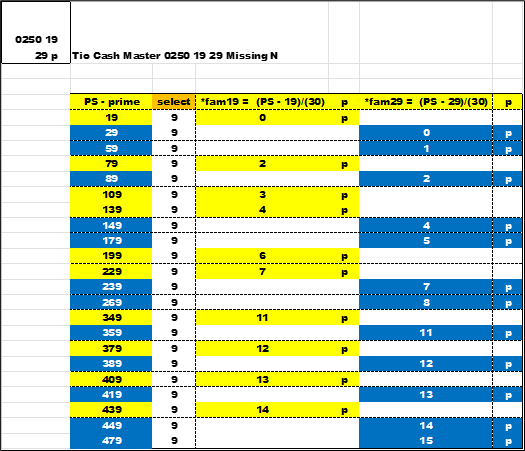 0250 19
29 p Tio Cash Master 0250 19 29 Missing N
PS - prime select *fam19 = (PS - 19)/(30) p *fam29 = (PS - 29)/(30) p
19 9 0 p
29 9 0 p
59 9 1 p
79 9 2 p
89 9 2 p
109 9 3 p
139 9 4 p
149 9 4 p
179 9 5 p
199 9 6 p
229 9 7 p
239 9 7 p
269 9 8 p
349 9 11 p
359 9 11 p
379 9 12 p
389 9 12 p
409 9 13 p
419 9 13 p
439 9 14 p
449 9 14 p
479 9 15 p